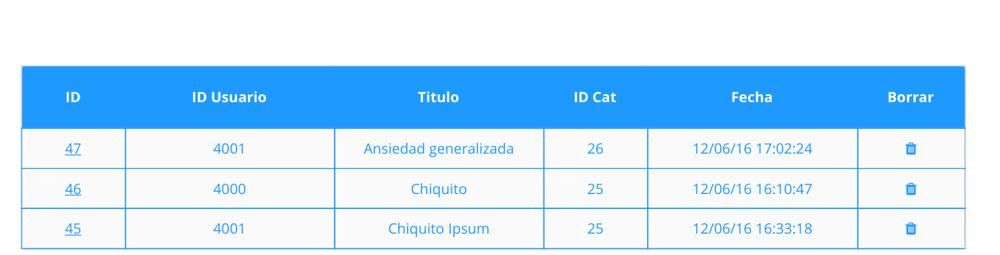 ID ID Usuario Titulo ID Cat Fecha Borrar
47 4001 Ansiedad generalizada 26 12/06/16 17:02:24
46 4000 Chiquito 25 12/06/16 16:10:47
45 4001 Chiquito Ipsum 25 12/06/16 16:33:18